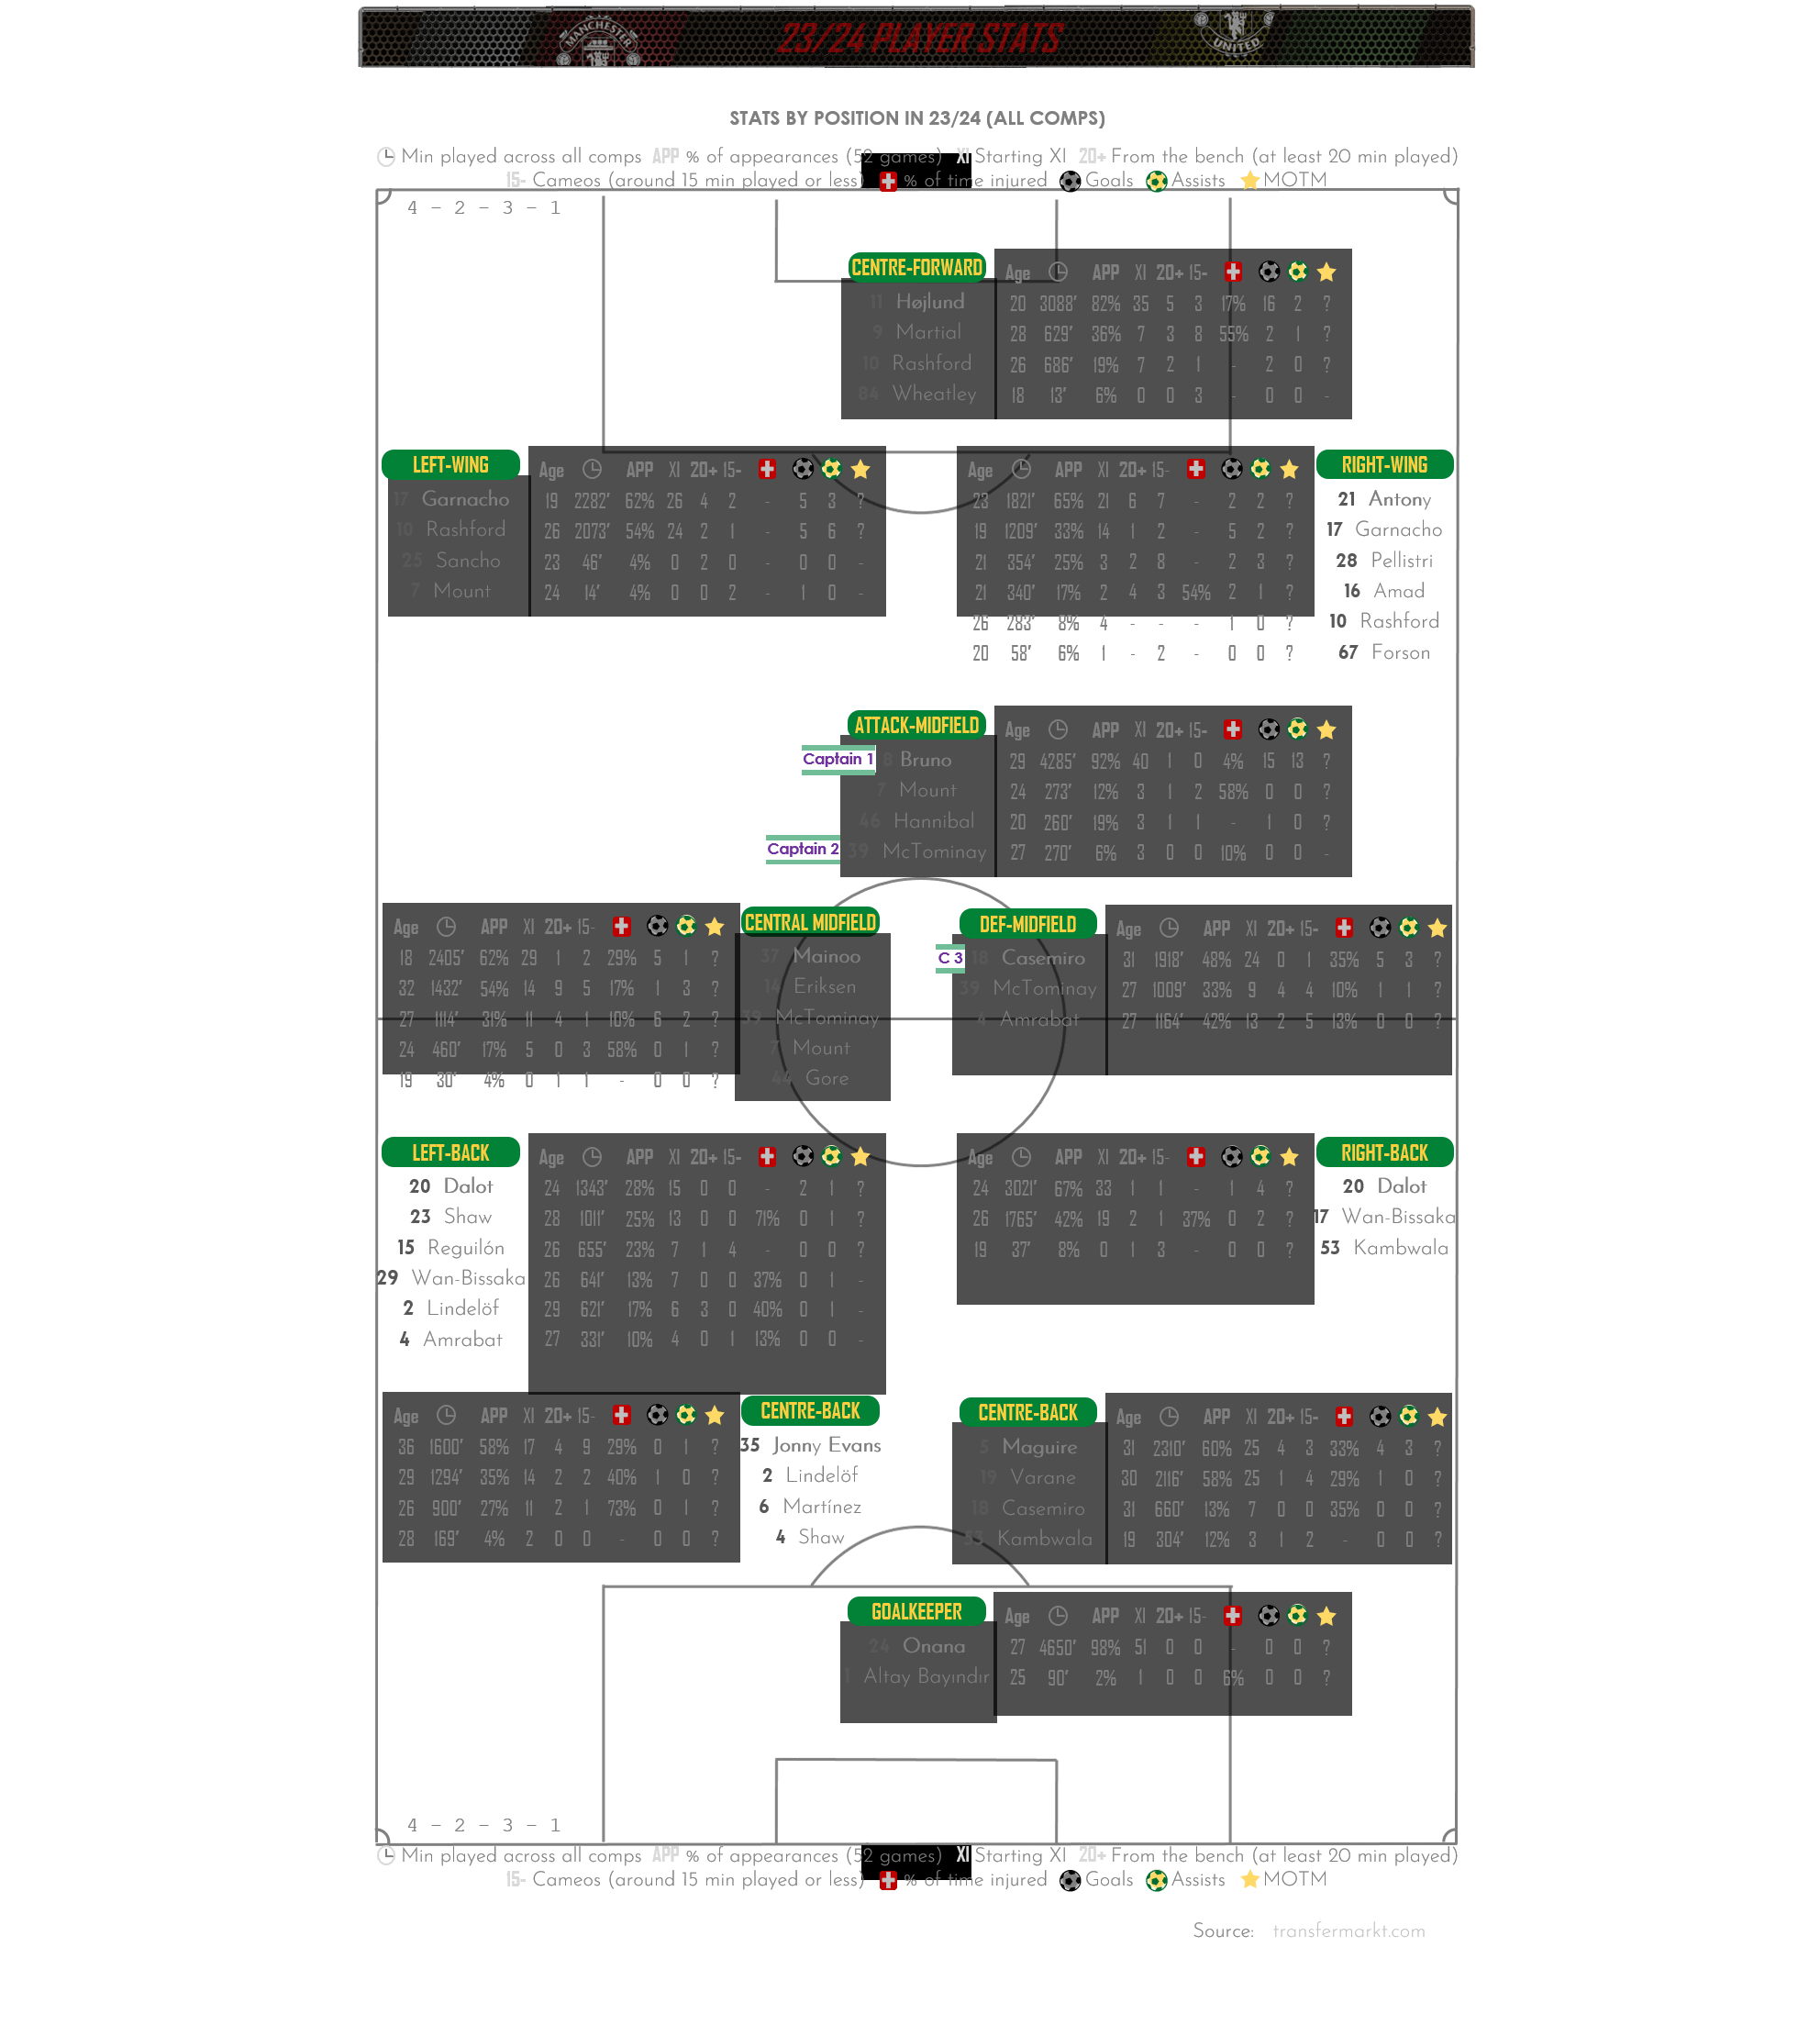 MANCHESTER
23/24 PLAYER STATS
UNITED
STATS BY POSITION IN 23/24 (ALL COMPS)
Min played across all comps APP % of appearances (52 games) XI Starting XI 20+ From the bench (at least 20 min played)
15- Cameos (around 15 min played or less) % of time injured Goals Assists MOTM
4 - 2 - 3 - 1
CENTRE-FORWARD Age APP XI 20+ 15-
11 Højlund 20 3088' 82% 35 5 3 17% 16 2 ?
9 Martial 28 629' 36% 7 3 8 55% 2 1 ?
10 Rashford 26 686' 19% 7 2 1 - 2 0 ?
84 Wheatley 18 13' 6% 0 0 3 - 0 0 -
LEFT-WING Age APP XI 20+ 15-
17 Garnacho 19 2282' 62% 26 4 2 - 5 3 ?
10 Rashford 26 2073' 54% 24 2 1 - 5 6 ?
25 Sancho 23 46' 4% 0 2 0 - 0 0 -
7 Mount 24 14' 4% 0 0 2 - 1 0 -
Age APP XI 20+ 15- RIGHT-WING
23 1821' 65% 21 6 7 - 2 2 ? 21 Antony
19 1209' 33% 14 1 2 - 5 2 ? 17 Garnacho
21 354' 25% 3 2 8 - 2 3 ? 28 Pellistri
21 340' 17% 2 4 3 54% 2 1 ? 16 Amad
26 283' 8% 4 - - - 1 0 ? 10 Rashford
20 58' 6% 1 - 2 - 0 0 ? 67 Forson
ATTACK-MIDFIELD Age APP XI 20+ 15-
Captain 1 8 Bruno 29 4285' 92% 40 1 0 4% 15 13 ?
7 Mount 24 273' 12% 3 1 2 58% 0 0 ?
46 Hannibal 20 260' 19% 3 1 1 - 1 0 ?
Captain 2 39 McTominay 27 270' 6% 3 0 0 10% 0 0 -
Age APP XI 20+ 15- CENTRAL MIDFIELD
18 2405' 62% 29 1 2 29% 5 1 ? 37 Mainoo
32 1432' 54% 14 9 5 17% 1 3 ? 14 Eriksen
27 1114' 31% 11 4 1 10% 6 2 ? 39 McTominay
24 460' 17% 5 0 3 58% 0 1 ? 7 Mount
19 30' 4% 0 1 1 - 0 0 ? 44 Gore
DEF-MIDFIELD Age APP XI 20+ 15-
C 3 18 Casemiro 31 1918' 48% 24 0 1 35% 5 3 ?
39 McTominay 27 1009' 33% 9 4 4 10% 1 1 ?
4 Amrabat 27 1164' 42% 13 2 5 13% 0 0 ?
LEFT-BACK Age APP XI 20+ 15-
20 Dalot 24 1343' 28% 15 0 0 - 2 1 ?
23 Shaw 28 1011' 25% 13 0 0 71% 0 1 ?
15 Reguilón 26 655' 23% 7 1 4 - 0 0 ?
29 Wan-Bissaka 26 641' 13% 7 0 0 37% 0 1 -
2 Lindelöf 29 621' 17% 6 3 0 40% 0 1 -
4 Amrabat 27 331' 10% 4 0 1 13% 0 0 -
Age APP XI 20+ 15- RIGHT-BACK
24 3021' 67% 33 1 1 - 1 4 ? 20 Dalot
26 1765' 42% 19 2 1 37% 0 2 ? 17 Wan-Bissaka
19 37' 8% 0 1 3 - 0 0 ? 53 Kambwala
Age APP XI 20+ 15- CENTRE-BACK
36 1600' 58% 17 4 9 29% 0 1 ? 35 Jonny Evans
29 1294' 35% 14 2 2 40% 1 0 ? 2 Lindelöf
26 900' 27% 11 2 1 73% 0 1 ? 6 Martínez
28 169' 4% 2 0 0 - 0 0 ? 4 Shaw
CENTRE-BACK Age APP XI 20+ 15-
5 Maguire 31 2310' 60% 25 4 3 33% 4 3 ?
19 Varane 30 2116' 58% 25 1 4 29% 1 0 ?
18 Casemiro 31 660' 13% 7 0 0 35% 0 0 ?
53 Kambwala 19 304' 12% 3 1 2 - 0 0 ?
GOALKEEPER Age APP XI 20+ 15-
24 Onana 27 4650' 98% 51 0 0 - 0 0 ?
1 Altay Bayındır 25 90' 2% 1 0 0 6% 0 0 ?
4 - 2 - 3 - 1
Min played across all comps APP % of appearances (52 games) XI Starting XI 20+ From the bench (at least 20 min played)
15- Cameos (around 15 min played or less) % of time injured Goals Assists MOTM
Source: transfermarkt.com